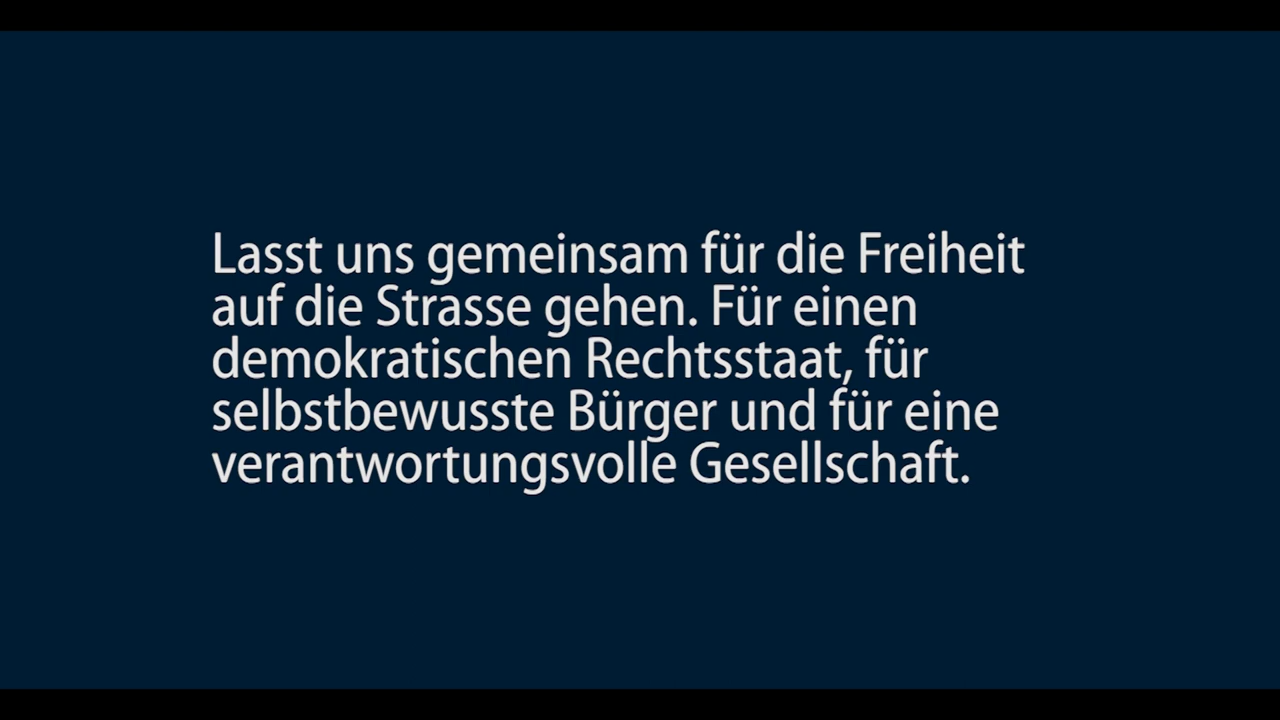 Lasst uns gemeinsam für die Freiheit
auf die Strasse gehen. Für einen
demokratischen Rechtsstaat, für
selbstbewusste Bürger und für eine
verantwortungsvolle Gesellschaft.